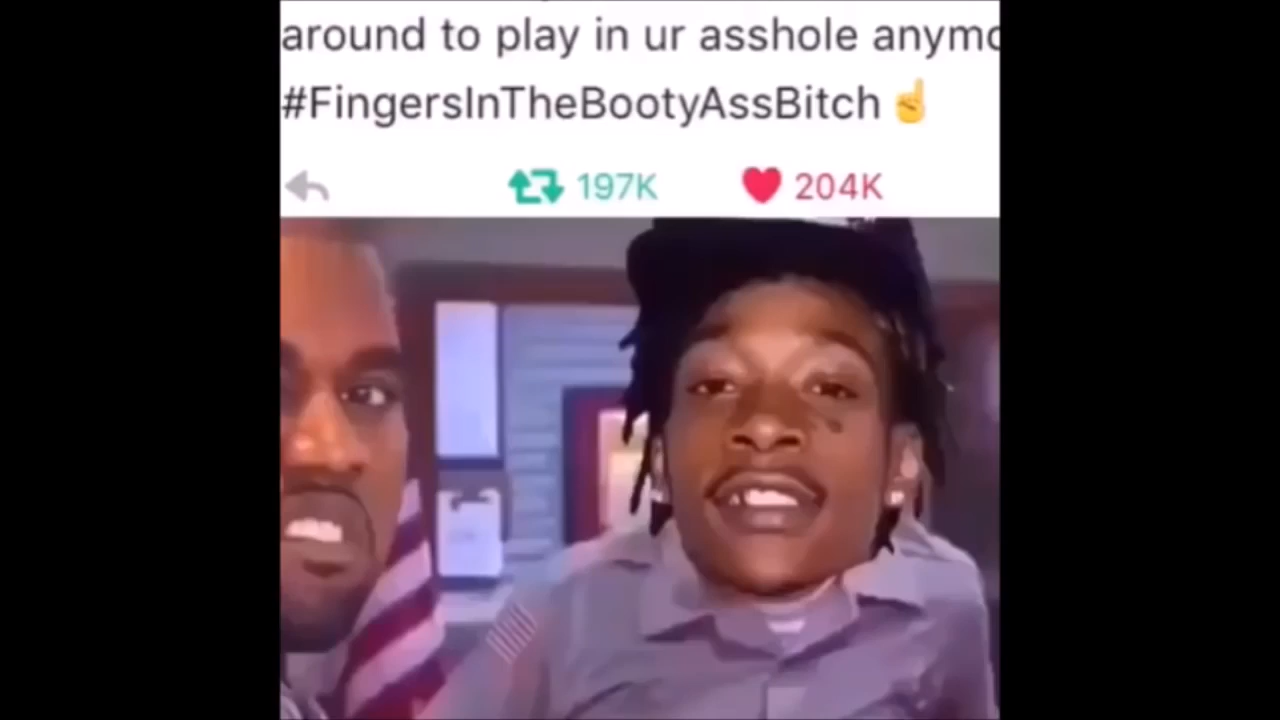 around to play in ur asshole anymo
#FingersInTheBootyAssBitch☝
197K 204K